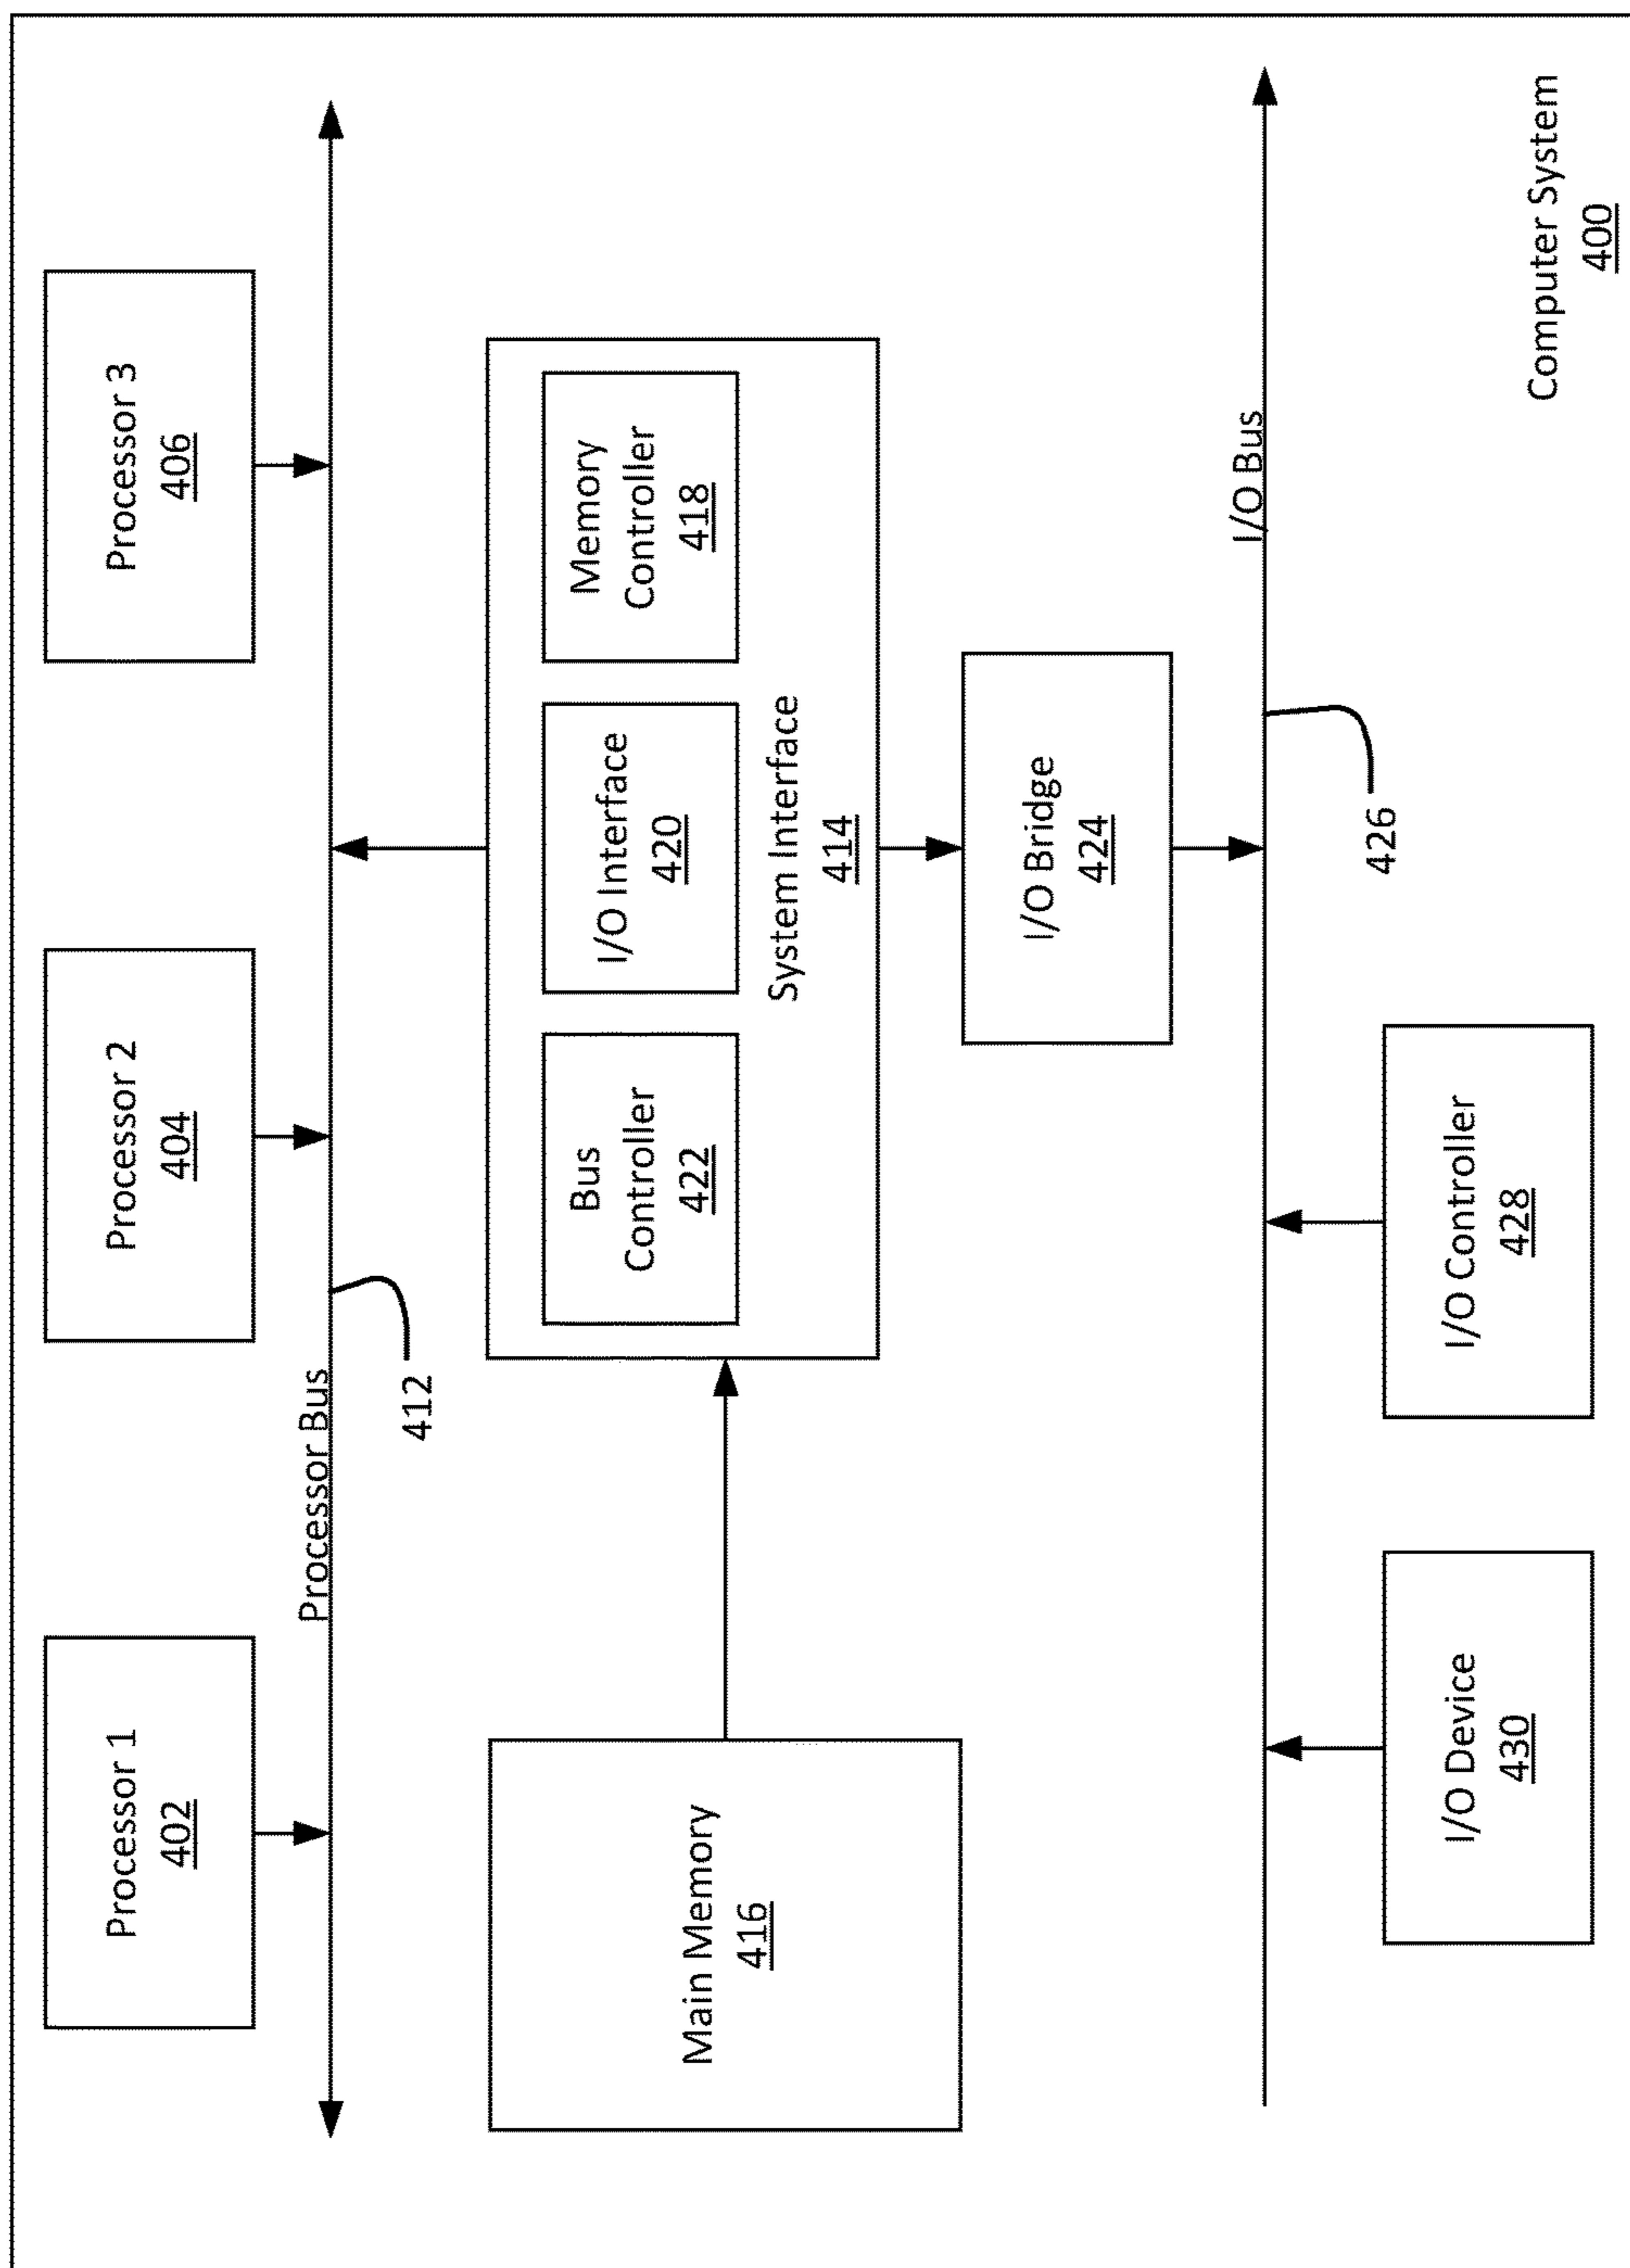 Processor 1
402
Processor 2
404
Processor 3
406
Processor Bus
412
Main Memory
416
Bus
Controller
422
I/O Interface
420
Memory
Controller
418
System Interface
414
I/O Bridge
424
I/O Bus
426
I/O Device
430
I/O Controller
428
Computer System
400